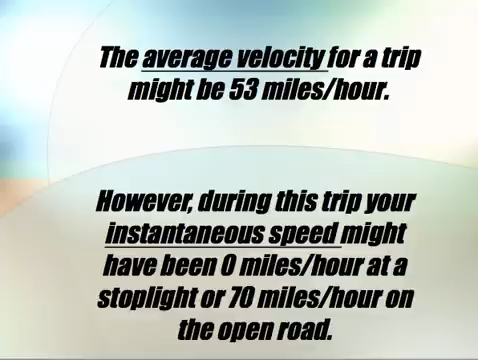 The average velocity for a trip
might be 53 miles/hour.
However, during this trip your
instantaneous speed might
have been 0 miles/hour at a
stoplight or 70 miles/hour on
the open road.